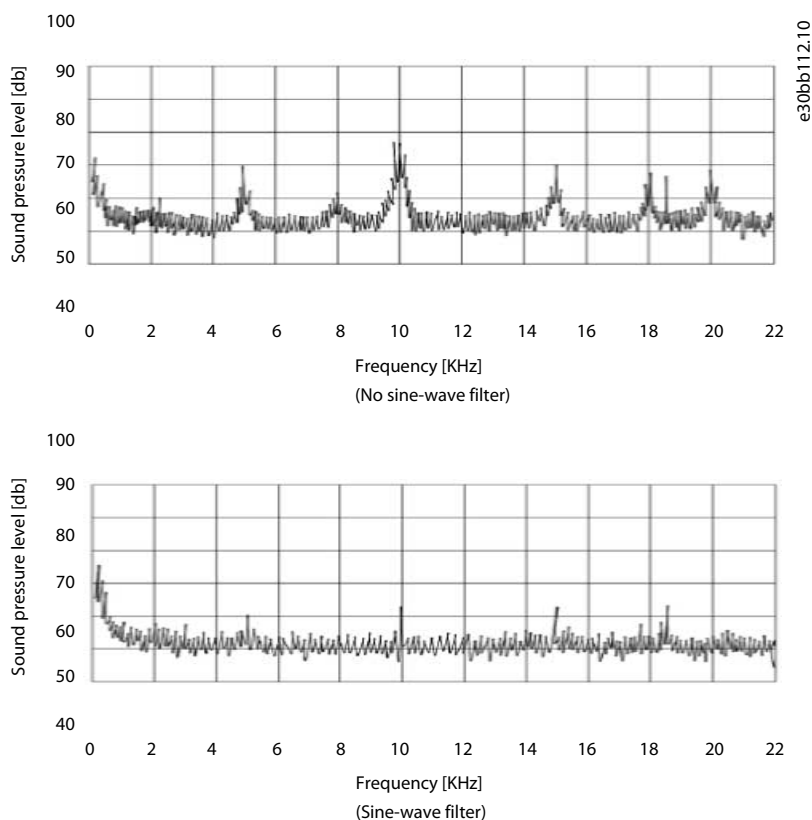 100
e30bb112.10
Sound pressure level [db]
90
80
70
60
50
40
0 2 4 6 8 10 12 14 16 18 20 22
Frequency [KHz]
(No sine-wave filter)
100
Sound pressure level [db]
90
80
70
60
50
40
0 2 4 6 8 10 12 14 16 18 20 22
Frequency [KHz]
(Sine-wave filter)